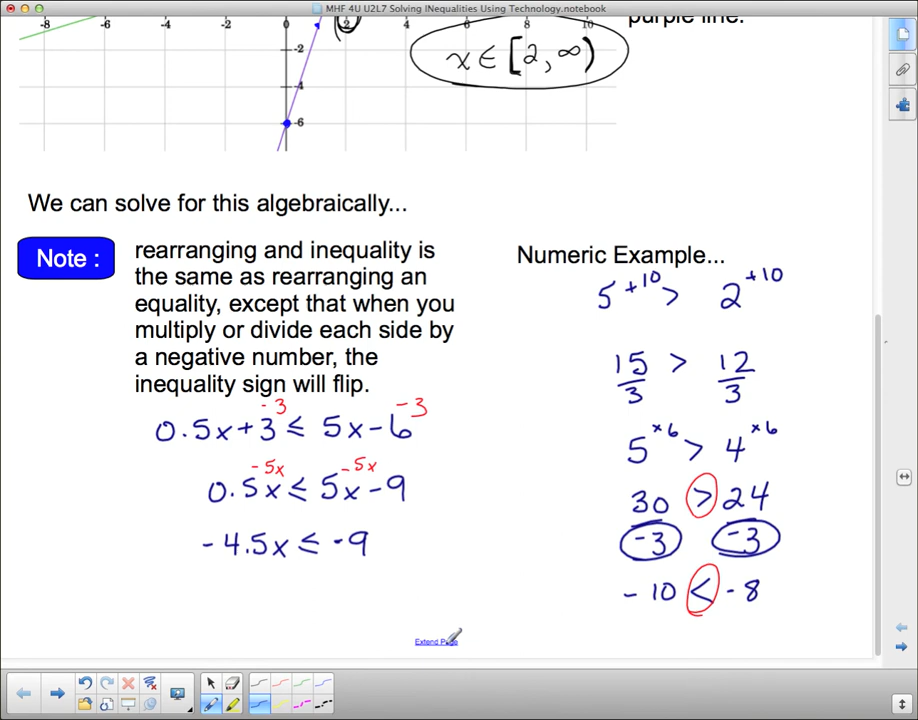 MHF 4U U2L7 Solving INequalities Using Technology.notebook
purple line.
-8 -6 -4 -2 0 2 4 6 8 10
-2
x ∈ [2, ∞)
-4
-6
We can solve for this algebraically...
Note :
rearranging and inequality is
the same as rearranging an
equality, except that when you
multiply or divide each side by
a negative number, the
inequality sign will flip.
-3 -3
0.5x+3 ≤ 5x-6
-5x -5x
0.5x ≤ 5x-9
-4.5x ≤ -9
Numeric Example...
5 +10 > 2 +10
15 > 12
3 3
5 ×6 > 4 ×6
30 > 24
-3 -3
-10 < -8
Extend Page